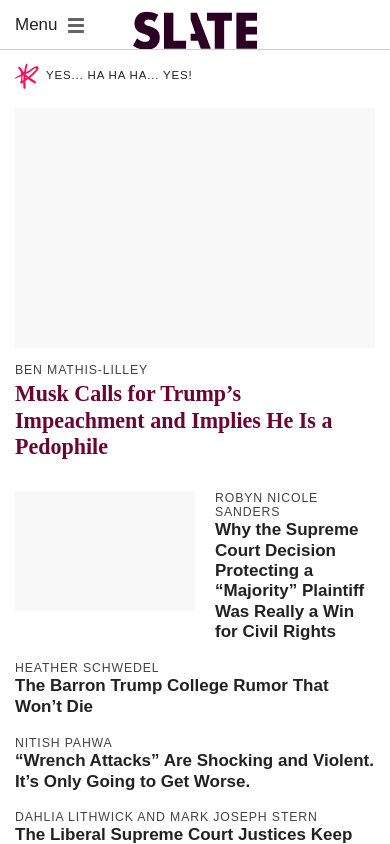 Menu
SLATE
YES... HA HA HA... YES!
BEN MATHIS-LILLEY
Musk Calls for Trump’s
Impeachment and Implies He Is a
Pedophile
ROBYN NICOLE
SANDERS
Why the Supreme
Court Decision
Protecting a
“Majority” Plaintiff
Was Really a Win
for Civil Rights
HEATHER SCHWEDEL
The Barron Trump College Rumor That
Won’t Die
NITISH PAHWA
“Wrench Attacks” Are Shocking and Violent.
It’s Only Going to Get Worse.
DAHLIA LITHWICK AND MARK JOSEPH STERN
The Liberal Supreme Court Justices Keep